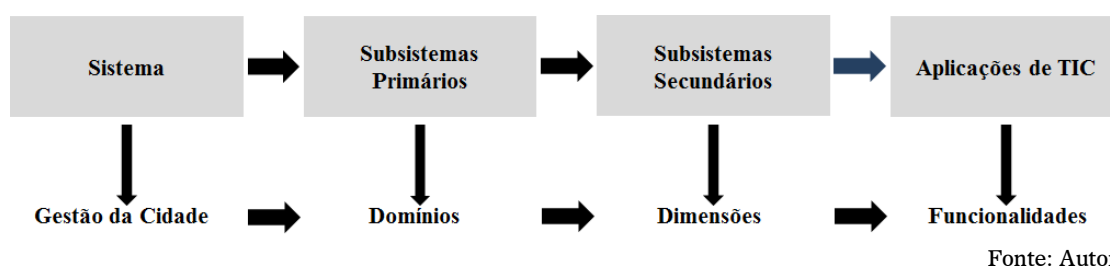 Sistema
Subsistemas
Primários
Subsistemas
Secundários
Aplicações de TIC
Gestão da Cidade
Domínios
Dimensões
Funcionalidades
Fonte: Autor